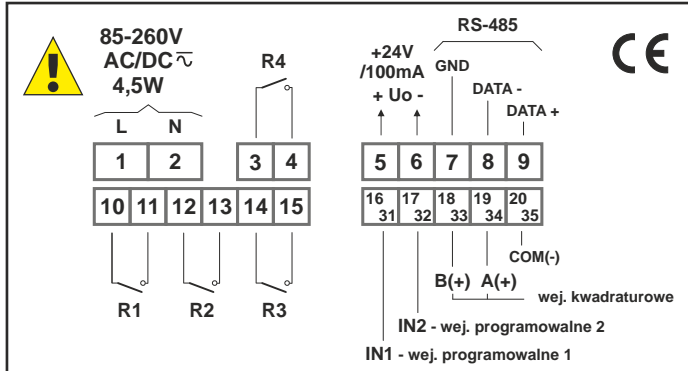 85-260V
AC/DC
4,5W
L N
R4
1 2 3 4
10 11 12 13 14 15
R1 R2 R3
RS-485
+24V
/100mA
+ Uo -
GND
DATA -
DATA +
CE
5 6 7 8 9
16 17 18 19 20
31 32 33 34 35
COM(-)
B(+) A(+)
wej. kwadraturowe
IN2 - wej. programowalne 2
IN1 - wej. programowalne 1